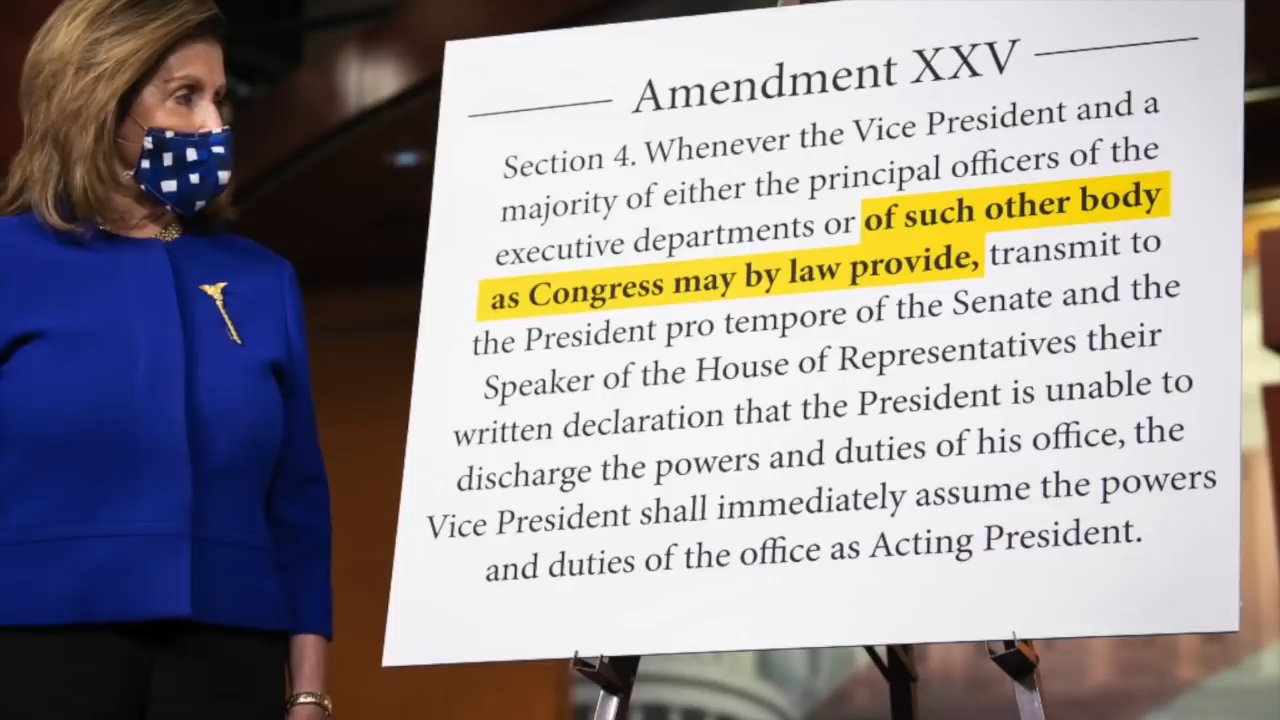 Amendment XXV
Section 4. Whenever the Vice President and a
majority of either the principal officers of the
executive departments or of such other body
as Congress may by law provide, transmit to
the President pro tempore of the Senate and the
Speaker of the House of Representatives their
written declaration that the President is unable to
discharge the powers and duties of his office, the
Vice President shall immediately assume the powers
and duties of the office as Acting President.